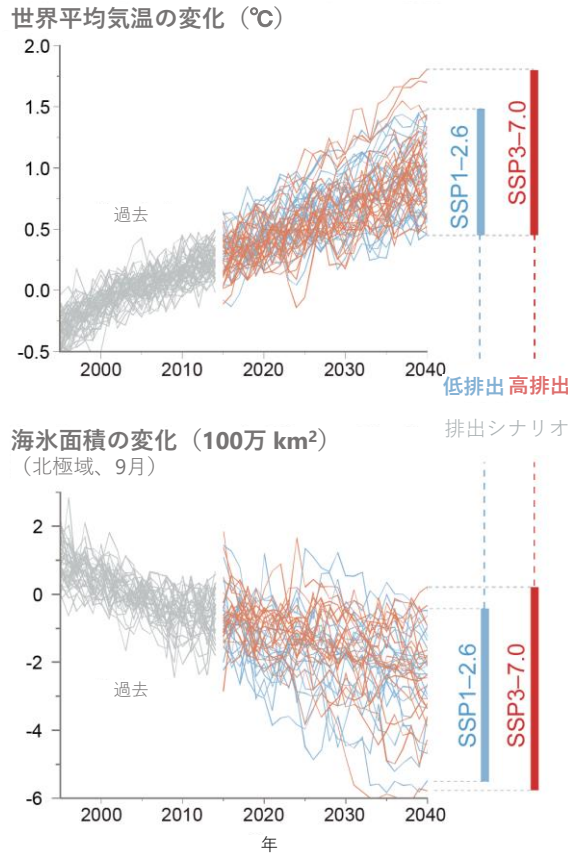 世界平均気温の変化（℃）
2.0
1.5
1.0
0.5
0.0
-0.5
過去
SSP1–2.6
SSP3–7.0
2000 2010 2020 2030 2040
低排出 高排出
排出シナリオ
海氷面積の変化（100万 km²）
（北極域、9月）
2
0
-2
-4
-6
過去
SSP1–2.6
SSP3–7.0
2000 2010 2020 2030 2040
年